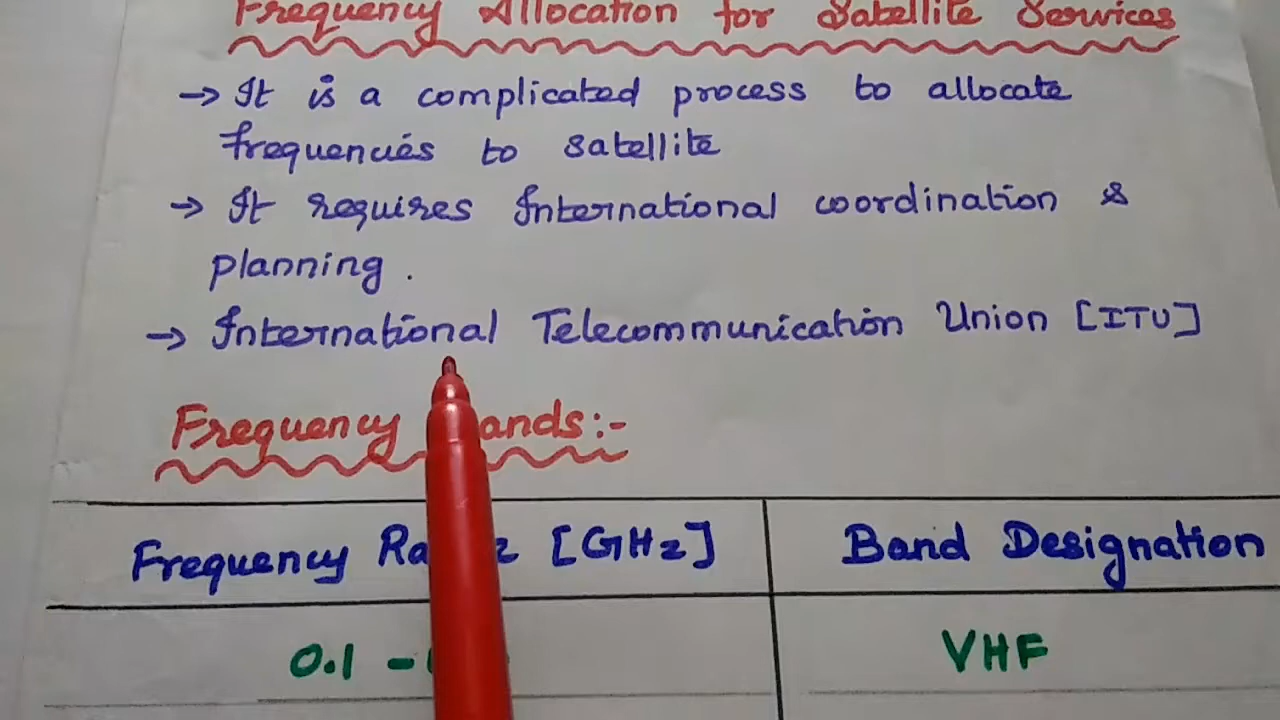 Frequency Allocation for Satellite Services
→ It is a complicated process to allocate
frequencies to satellite
→ It requires International coordination &
planning.
→ International Telecommunication Union [ITU]
Frequency :-
Frequency [GHz] Band Designation
0.1 - VHF